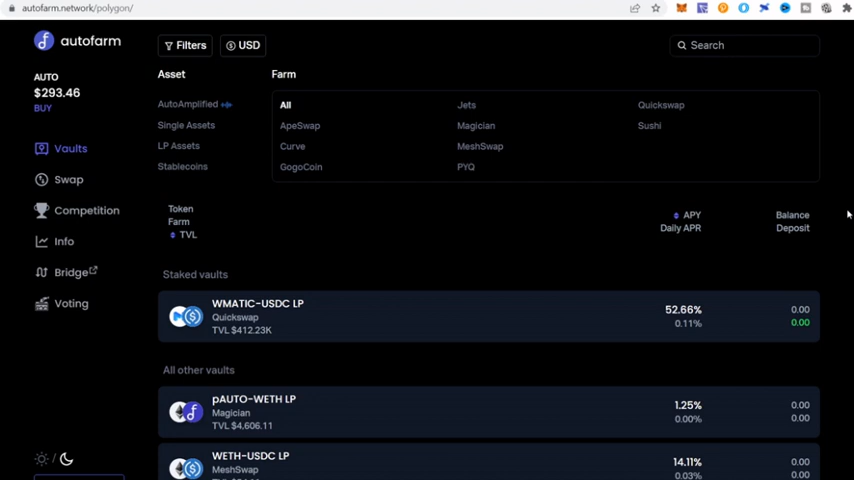 autofarm.network/polygon/
autofarm
Filters
USD
Search
AUTO
$293.46
BUY
Vaults
Swap
Competition
Info
Bridge
Voting
Asset
AutoAmplified
Single Assets
LP Assets
Stablecoins
Farm
All
Jets
Quickswap
ApeSwap
Magician
Sushi
Curve
MeshSwap
GogoCoin
PYQ
Token
Farm
TVL
APY
Daily APR
Balance
Deposit
Staked vaults
WMATIC-USDC LP
Quickswap
TVL $412.23K
52.66%
0.11%
0.00
0.00
All other vaults
pAUTO-WETH LP
Magician
TVL $4,606.11
1.25%
0.00%
0.00
0.00
WETH-USDC LP
MeshSwap
14.11%
0.03%
0.00
0.00